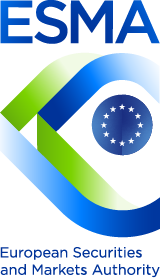 ESMA
European Securities
and Markets Authority